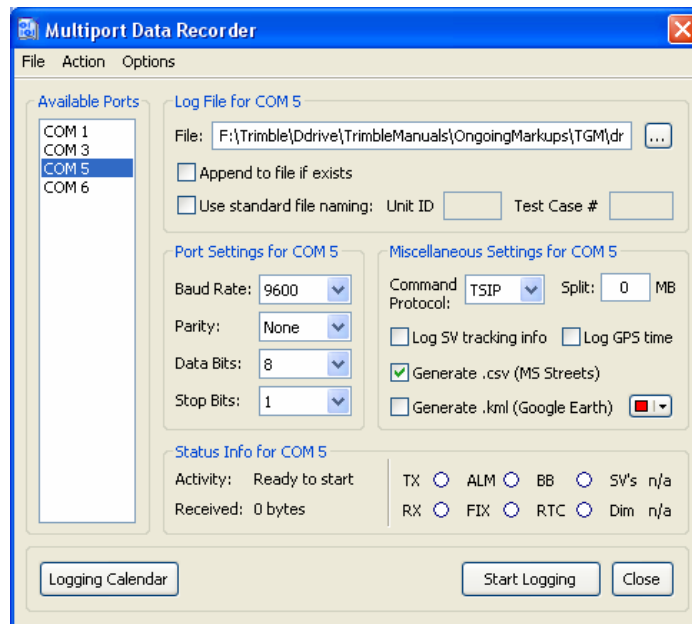 Multiport Data Recorder
File Action Options
Available Ports
COM 1
COM 3
COM 5
COM 6
Log File for COM 5
File: F:\Trimble\Ddrive\TrimbleManuals\OngoingMarkups\TGM\dr ...
Append to file if exists
Use standard file naming: Unit ID Test Case #
Port Settings for COM 5
Baud Rate: 9600
Parity: None
Data Bits: 8
Stop Bits: 1
Miscellaneous Settings for COM 5
Command Protocol: TSIP Split: 0 MB
Log SV tracking info Log GPS time
Generate .csv (MS Streets)
Generate .kml (Google Earth)
Status Info for COM 5
Activity: Ready to start
Received: 0 bytes
TX ALM BB SV's n/a
RX FIX RTC Dim n/a
Logging Calendar Start Logging Close